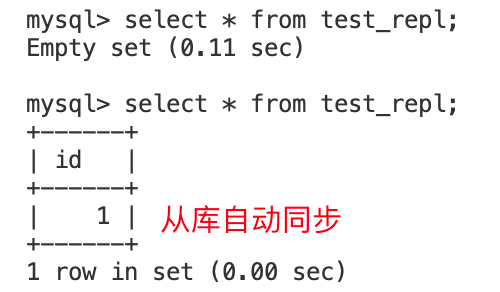 mysql> select * from test_repl;
Empty set (0.11 sec)
mysql> select * from test_repl;
+------+
| id   |
+------+
|    1 | 从库自动同步
+------+
1 row in set (0.00 sec)